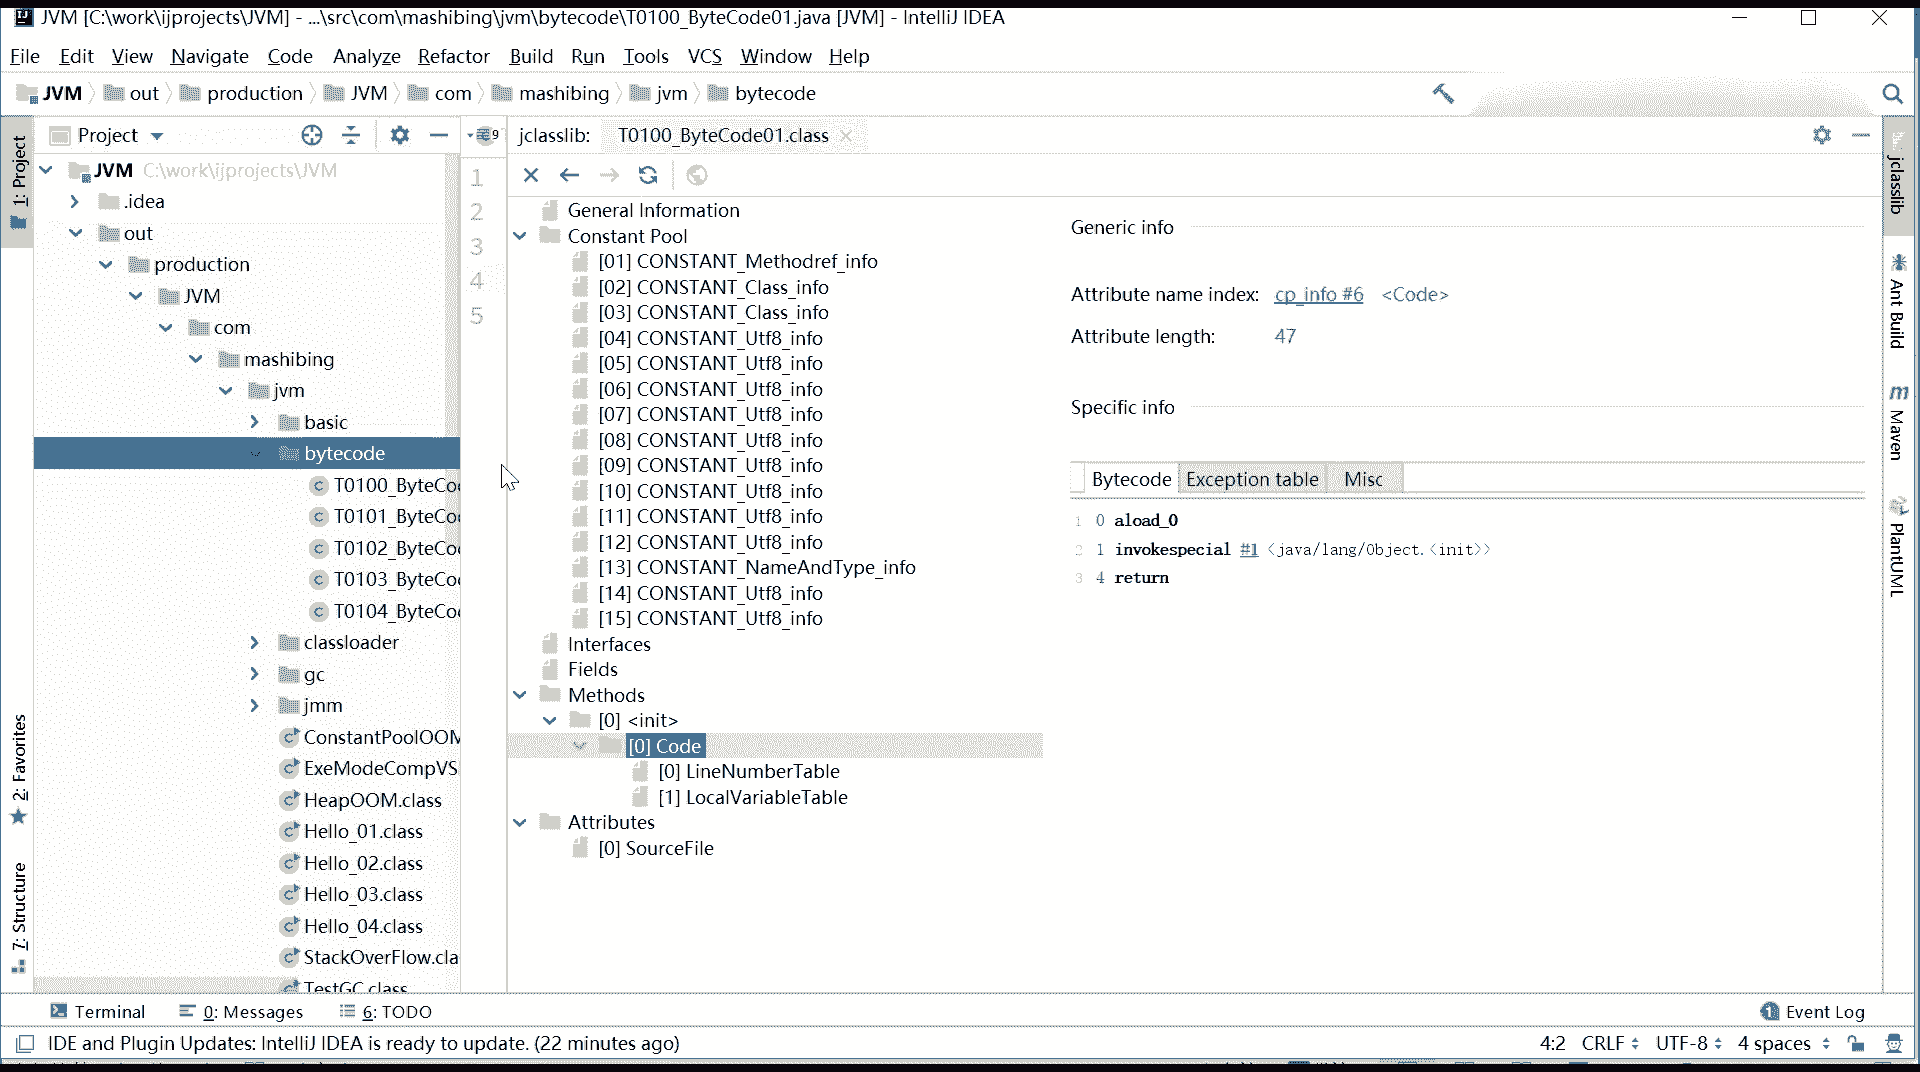 JVM [C:\work\ijprojects\JVM] - ...\src\com\mashibing\jvm\bytecode\T0100_ByteCode01.java [JVM] - IntelliJ IDEA
File Edit View Navigate Code Analyze Refactor Build Run Tools VCS Window Help
JVM out production JVM com mashibing jvm bytecode
1: Project
Project
9
jclasslib: T0100_ByteCode01.class
JVM C:\work\ijprojects\JVM
.idea
out
production
JVM
com
mashibing
jvm
basic
bytecode
T0100_ByteCo
T0101_ByteCo
T0102_ByteCo
T0103_ByteCo
T0104_ByteCo
classloader
gc
jmm
ConstantPoolOOM
ExeModeCompVS
HeapOOM.class
Hello_01.class
Hello_02.class
Hello_03.class
Hello_04.class
StackOverFlow.cla
TestGC.class
1
2
3
4
5
General Information
Constant Pool
[01] CONSTANT_Methodref_info
[02] CONSTANT_Class_info
[03] CONSTANT_Class_info
[04] CONSTANT_Utf8_info
[05] CONSTANT_Utf8_info
[06] CONSTANT_Utf8_info
[07] CONSTANT_Utf8_info
[08] CONSTANT_Utf8_info
[09] CONSTANT_Utf8_info
[10] CONSTANT_Utf8_info
[11] CONSTANT_Utf8_info
[12] CONSTANT_Utf8_info
[13] CONSTANT_NameAndType_info
[14] CONSTANT_Utf8_info
[15] CONSTANT_Utf8_info
Interfaces
Fields
Methods
[0] <init>
[0] Code
[0] LineNumberTable
[1] LocalVariableTable
Attributes
[0] SourceFile
Generic info
Attribute name index: cp_info #6 <Code>
Attribute length: 47
Specific info
Bytecode Exception table Misc
1 0 aload_0
2 1 invokespecial #1 <java/lang/Object.<init>>
3 4 return
jclasslib
Ant Build
m Maven
PlantUML
2: Favorites
7: Structure
Terminal 0: Messages 6: TODO 1 Event Log
IDE and Plugin Updates: IntelliJ IDEA is ready to update. (22 minutes ago) 4:2 CRLF UTF-8 4 spaces